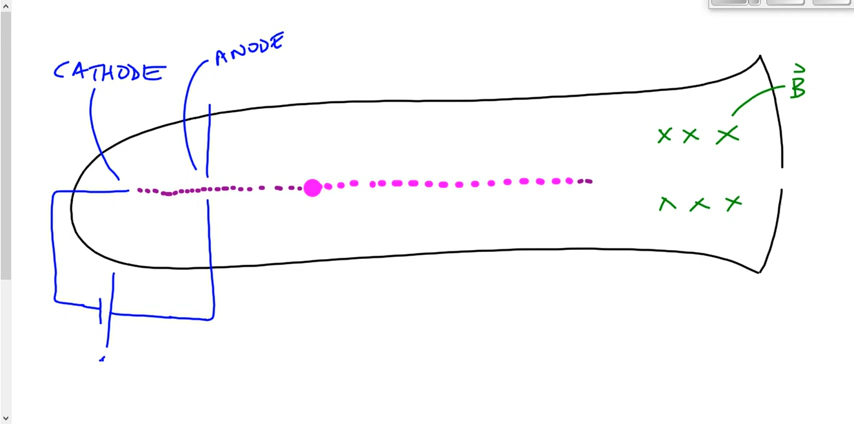 CATHODE
ANODE
B
x x x
x x x